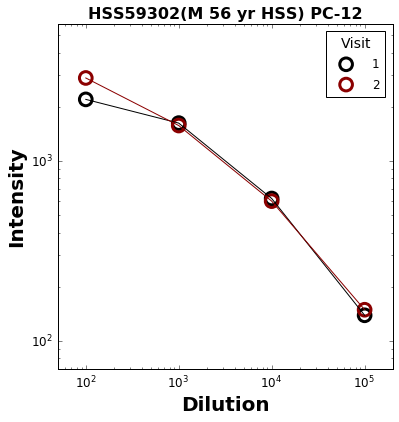 HSS59302(M 56 yr HSS) PC-12
Visit
1
2
10³
10²
Intensity
10² 10³ 10⁴ 10⁵
Dilution